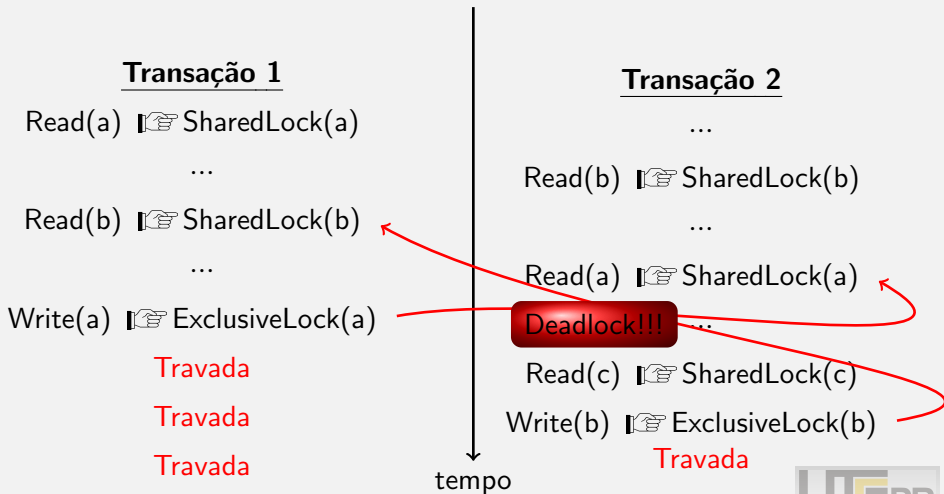 Transação 1
Read(a) ☞ SharedLock(a)
...
Read(b) ☞ SharedLock(b)
...
Write(a) ☞ ExclusiveLock(a)
Travada
Travada
Travada
Transação 2
...
Read(b) ☞ SharedLock(b)
...
Read(a) ☞ SharedLock(a)
Deadlock!!! ...
Read(c) ☞ SharedLock(c)
Write(b) ☞ ExclusiveLock(b)
Travada
tempo